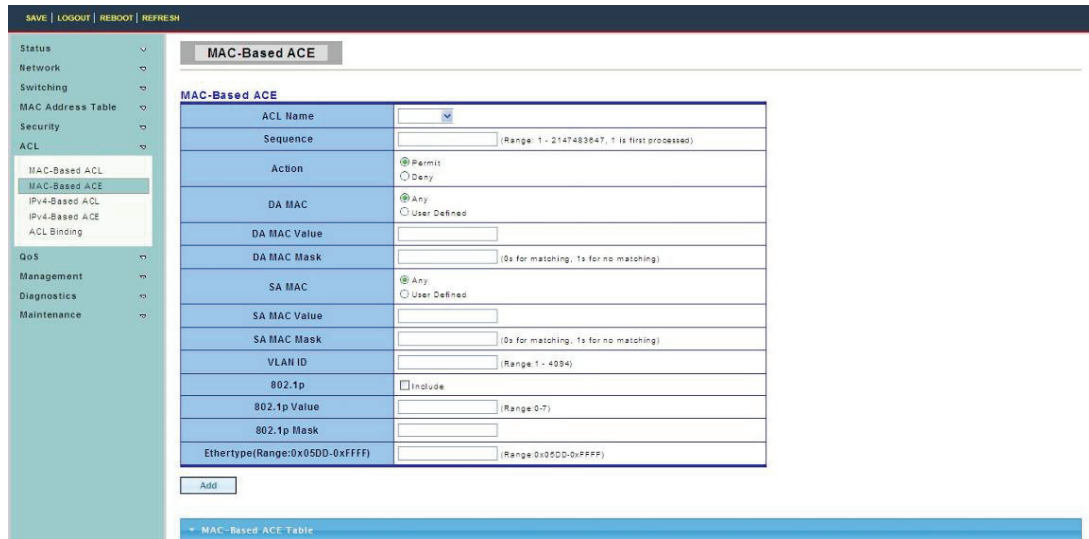 SAVE | LOGOUT | REBOOT | REFRESH
Status
Network
Switching
MAC Address Table
Security
ACL
MAC-Based ACL
MAC-Based ACE
IPv4-Based ACL
IPv4-Based ACE
ACL Binding
QoS
Management
Diagnostics
Maintenance
MAC-Based ACE
MAC-Based ACE
ACL Name
Sequence (Range: 1 - 2147483647, 1 is first processed)
Action Permit
Deny
DA MAC Any
User Defined
DA MAC Value
DA MAC Mask (0s for matching, 1s for no matching)
SA MAC Any
User Defined
SA MAC Value
SA MAC Mask (0s for matching, 1s for no matching)
VLAN ID (Range:1 - 4094)
802.1p Include
802.1p Value (Range:0-7)
802.1p Mask
Ethertype(Range:0x05DD-0xFFFF) (Range:0x05DD-0xFFFF)
Add
MAC-Based ACE Table